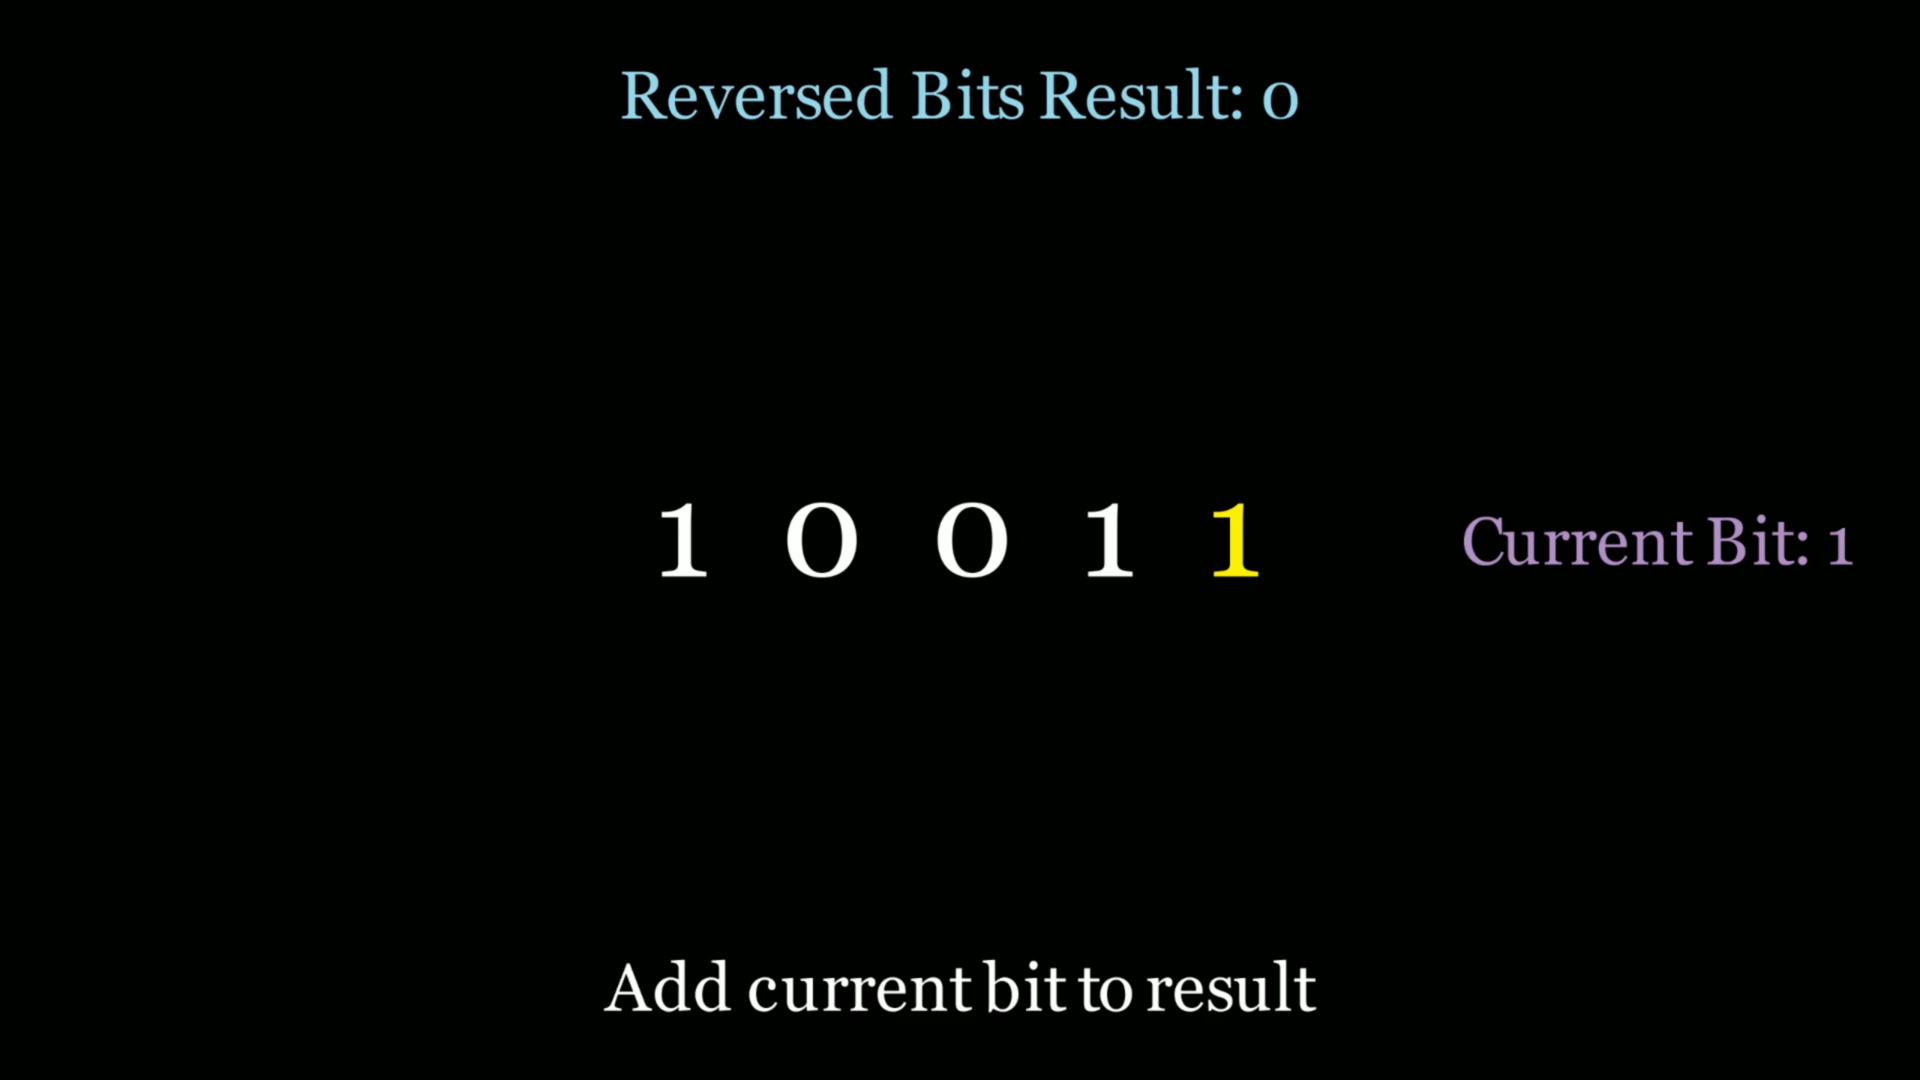 Reversed Bits Result: 0
1 0 0 1 1
Current Bit: 1
Add current bit to result